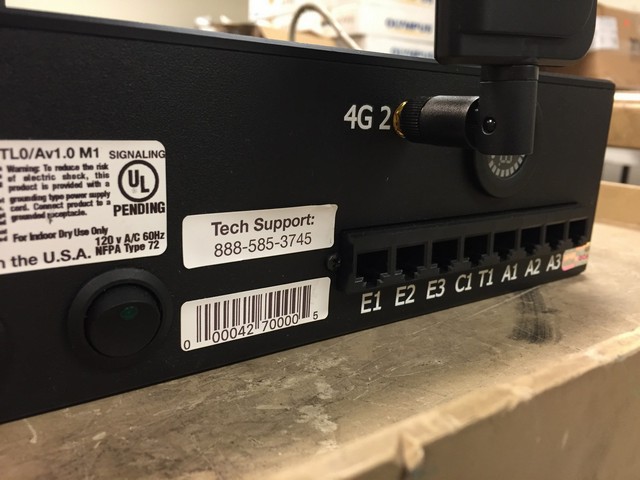 OLYMPUS
OLYMPUS
4G 2
TL0/Av1.0 M1
SIGNALING
UL
PENDING
Warning: To reduce the risk
of electric shock, this
product is provided with a
grounding type power supply
cord. Connect product to a
grounded receptacle.
For Indoor Dry Use Only
120 v A/C 60Hz
n the U.S.A. NFPA Type 72
Tech Support:
888-585-3745
0 00042 70000 5
E1 E2 E3 C1 T1 A1 A2 A3